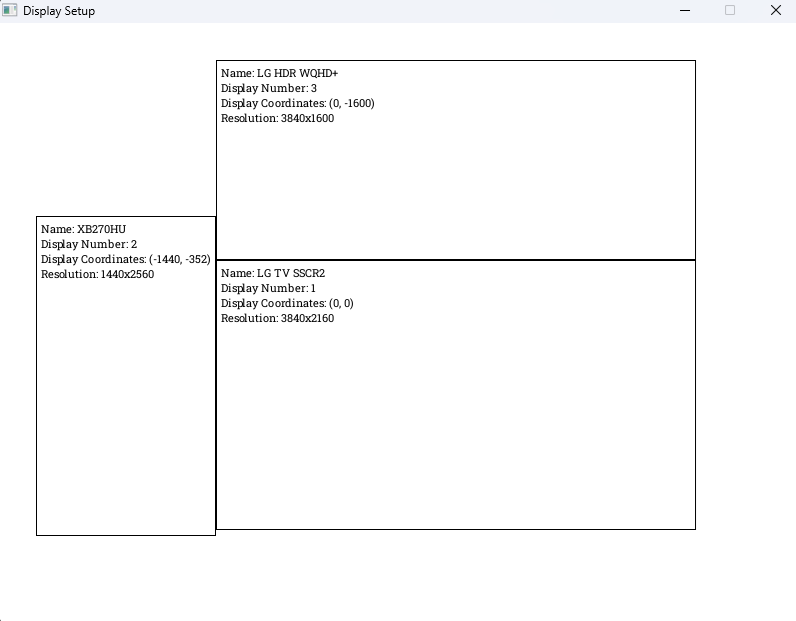 Display Setup
Name: LG HDR WQHD+
Display Number: 3
Display Coordinates: (0, -1600)
Resolution: 3840x1600
Name: XB270HU
Display Number: 2
Display Coordinates: (-1440, -352)
Resolution: 1440x2560
Name: LG TV SSCR2
Display Number: 1
Display Coordinates: (0, 0)
Resolution: 3840x2160